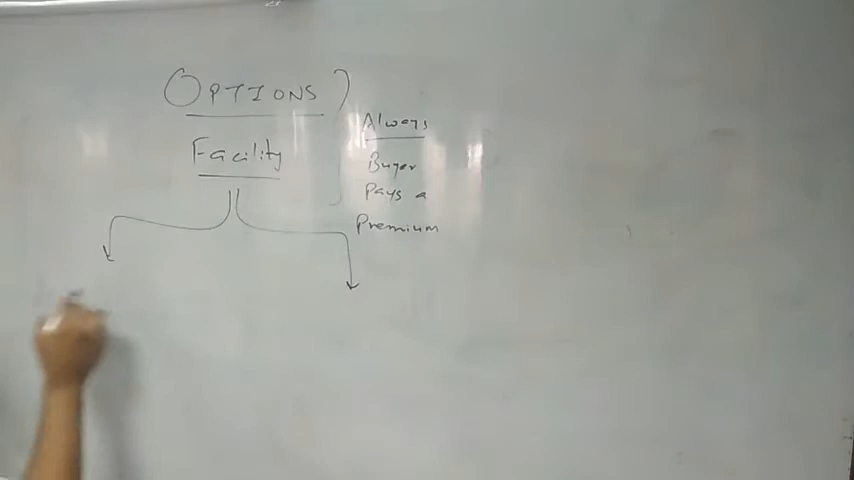 OPTIONS
Facility
Always
Buyer
Pays a
Premium